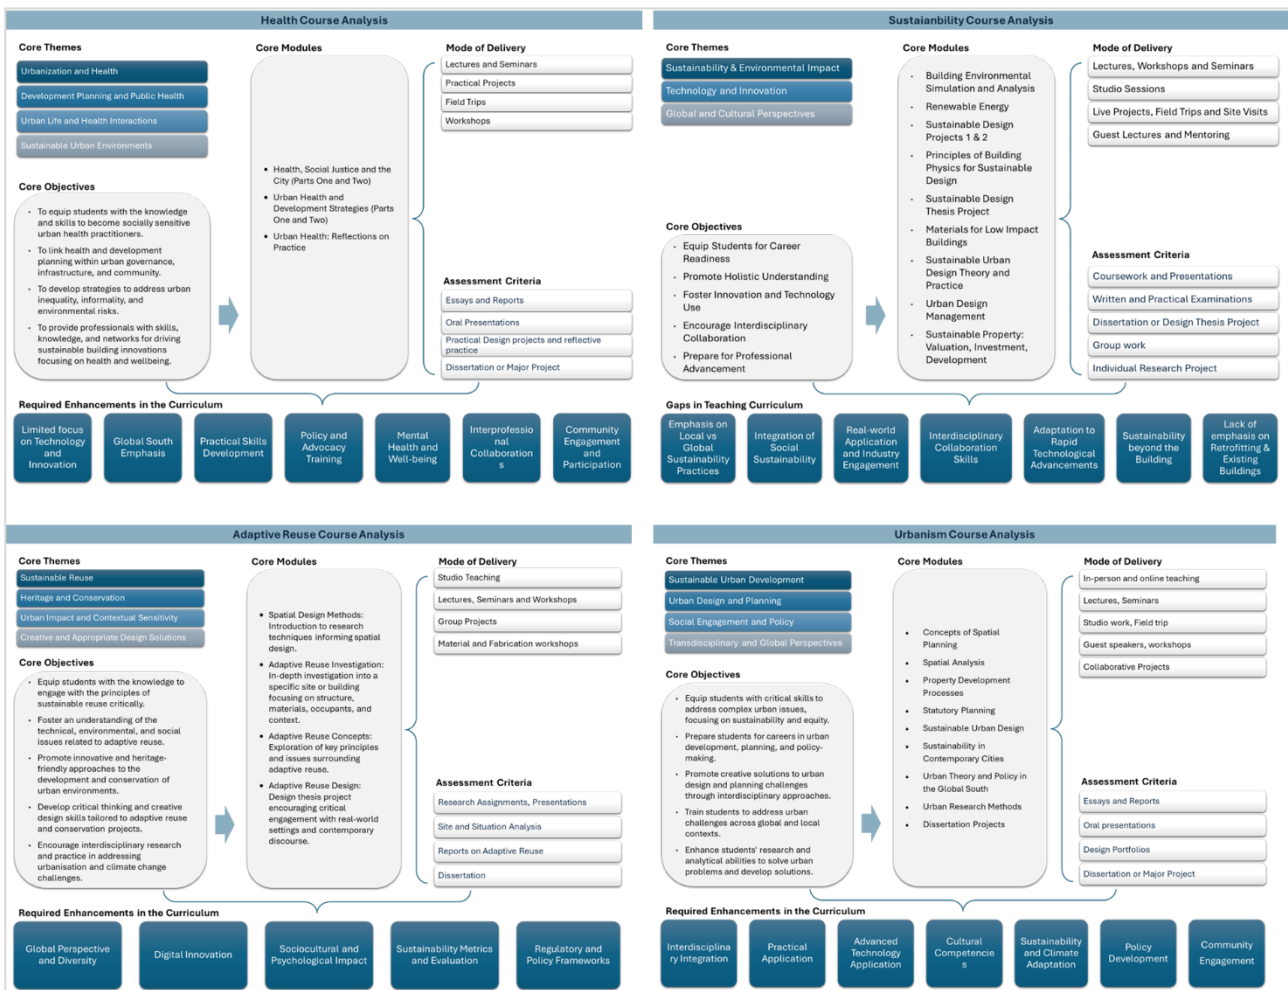 Health Course Analysis
Core Themes
Urbanization and Health
Development Planning and Public Health
Urban Life and Health Interactions
Sustainable Urban Environments
Core Objectives
• To equip students with the knowledge
and skills to become socially sensitive
urban health practitioners.
• To link health and development
planning within urban governance,
infrastructure, and community.
• To develop strategies to address urban
inequality, informality, and
environmental risks.
• To provide professionals with skills,
knowledge, and networks for driving
sustainable building innovations
focusing on health and wellbeing.
Core Modules
• Health, Social Justice and the
City (Parts One and Two)
• Urban Health and
Development Strategies (Parts
One and Two)
• Urban Health: Reflections on
Practice
Mode of Delivery
Lectures and Seminars
Practical Projects
Field Trips
Workshops
Assessment Criteria
Essays and Reports
Oral Presentations
Practical Design projects and reflective
practice
Dissertation or Major Project
Required Enhancements in the Curriculum
Limited focus
on Technology
and
Innovation
Global South
Emphasis
Practical Skills
Development
Policy and
Advocacy
Training
Mental
Health and
Well-being
Interprofessio
nal
Collaboration
s
Community
Engagement
and
Participation
Sustaianbility Course Analysis
Core Themes
Sustainability & Environmental Impact
Technology and Innovation
Global and Cultural Perspectives
Core Objectives
• Equip Students for Career
Readiness
• Promote Holistic Understanding
• Foster Innovation and Technology
Use
• Encourage Interdisciplinary
Collaboration
• Prepare for Professional
Advancement
Core Modules
• Building Environmental
Simulation and Analysis
• Renewable Energy
• Sustainable Design
Projects 1 & 2
• Principles of Building
Physics for Sustainable
Design
• Sustainable Design
Thesis Project
• Materials for Low Impact
Buildings
• Sustainable Urban
Design Theory and
Practice
• Urban Design
Management
• Sustainable Property:
Valuation, Investment,
Development
Mode of Delivery
Lectures, Workshops and Seminars
Studio Sessions
Live Projects, Field Trips and Site Visits
Guest Lectures and Mentoring
Assessment Criteria
Coursework and Presentations
Written and Practical Examinations
Dissertation or Design Thesis Project
Group work
Individual Research Project
Gaps in Teaching Curriculum
Emphasis on
Local vs
Global
Sustainability
Practices
Integration of
Social
Sustainability
Real-world
Application
and Industry
Engagement
Interdisciplinary
Collaboration
Skills
Adaptation to
Rapid
Technological
Advancements
Sustainability
beyond the
Building
Lack of
emphasis on
Retrofitting &
Existing
Buildings
Adaptive Reuse Course Analysis
Core Themes
Sustainable Reuse
Heritage and Conservation
Urban Impact and Contextual Sensitivity
Creative and Appropriate Design Solutions
Core Objectives
• Equip students with the knowledge to
engage with the principles of
sustainable reuse critically.
• Foster an understanding of the
technical, environmental, and social
issues related to adaptive reuse.
• Promote innovative and heritage-
friendly approaches to the
development and conservation of
urban environments.
• Develop critical thinking and creative
design skills tailored to adaptive reuse
and conservation projects.
• Encourage interdisciplinary research
and practice in addressing
urbanisation and climate change
challenges.
Core Modules
• Spatial Design Methods:
Introduction to research
techniques informing spatial
design.
• Adaptive Reuse Investigation:
In-depth investigation into a
specific site or building
focusing on structure,
materials, occupants, and
context.
• Adaptive Reuse Concepts:
Exploration of key principles
and issues surrounding
adaptive reuse.
• Adaptive Reuse Design:
Design thesis project
encouraging critical
engagement with real-world
settings and contemporary
discourse.
Mode of Delivery
Studio Teaching
Lectures, Seminars and Workshops
Group Projects
Material and Fabrication workshops
Assessment Criteria
Research Assignments, Presentations
Site and Situation Analysis
Reports on Adaptive Reuse
Dissertation
Required Enhancements in the Curriculum
Global Perspective
and Diversity
Digital Innovation
Sociocultural and
Psychological Impact
Sustainability Metrics
and Evaluation
Regulatory and
Policy Frameworks
Urbanism Course Analysis
Core Themes
Sustainable Urban Development
Urban Design and Planning
Social Engagement and Policy
Transdisciplinary and Global Perspectives
Core Objectives
• Equip students with critical skills to
address complex urban issues,
focusing on sustainability and equity.
• Prepare students for careers in urban
development, planning, and policy-
making.
• Promote creative solutions to urban
design and planning challenges
through interdisciplinary approaches.
• Train students to address urban
challenges across global and local
contexts.
• Enhance students' research and
analytical abilities to solve urban
problems and develop solutions.
Core Modules
• Concepts of Spatial
Planning
• Spatial Analysis
• Property Development
Processes
• Statutory Planning
• Sustainable Urban Design
• Sustainability in
Contemporary Cities
• Urban Theory and Policy in
the Global South
• Urban Research Methods
• Dissertation Projects
Mode of Delivery
In-person and online teaching
Lectures, Seminars
Studio work, Field trip
Guest speakers, workshops
Collaborative Projects
Assessment Criteria
Essays and Reports
Oral presentations
Design Portfolios
Dissertation or Major Project
Required Enhancements in the Curriculum
Interdisciplina
ry Integration
Practical
Application
Advanced
Technology
Application
Cultural
Competencie
s
Sustainability
and Climate
Adaptation
Policy
Development
Community
Engagement